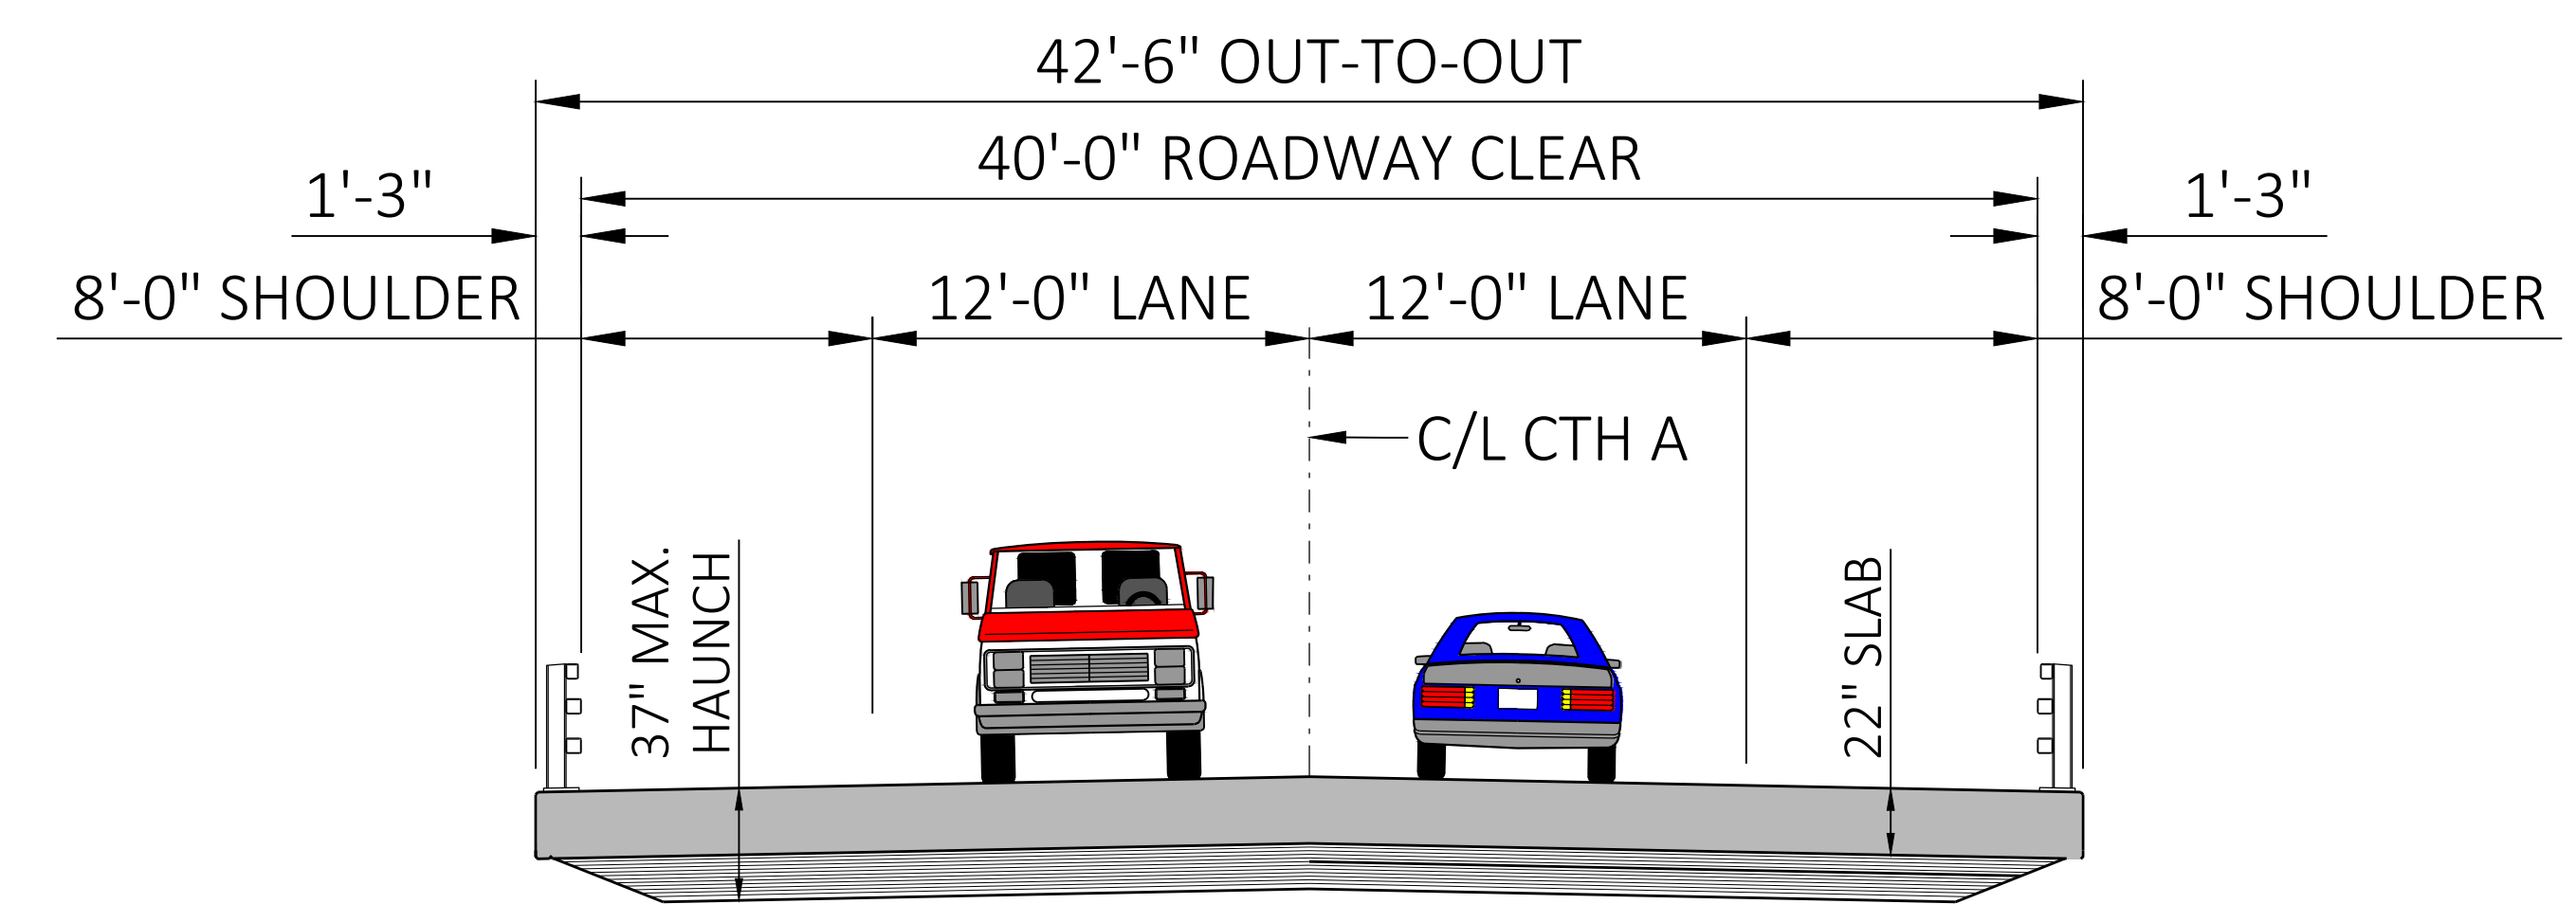 42'-6" OUT-TO-OUT
40'-0" ROADWAY CLEAR
1'-3"
1'-3"
8'-0" SHOULDER
12'-0" LANE
12'-0" LANE
8'-0" SHOULDER
C/L CTH A
37" MAX.
HAUNCH
22" SLAB